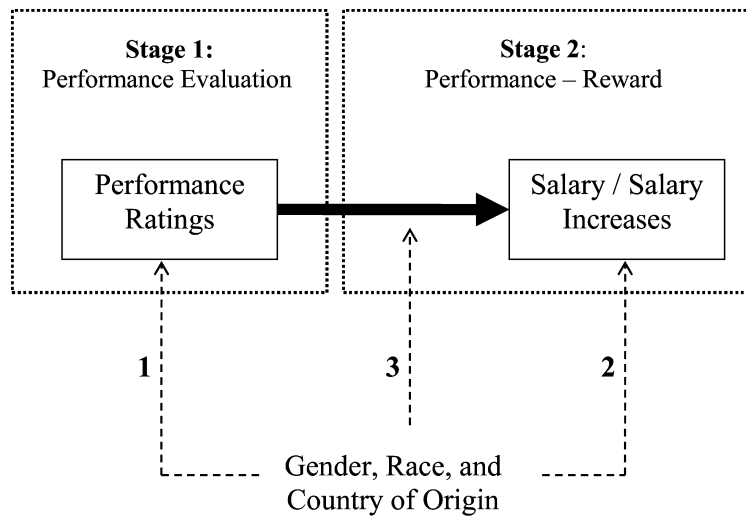 Stage 1:
Performance Evaluation
Stage 2:
Performance – Reward
Performance
Ratings
Salary / Salary
Increases
1
3
2
Gender, Race, and
Country of Origin